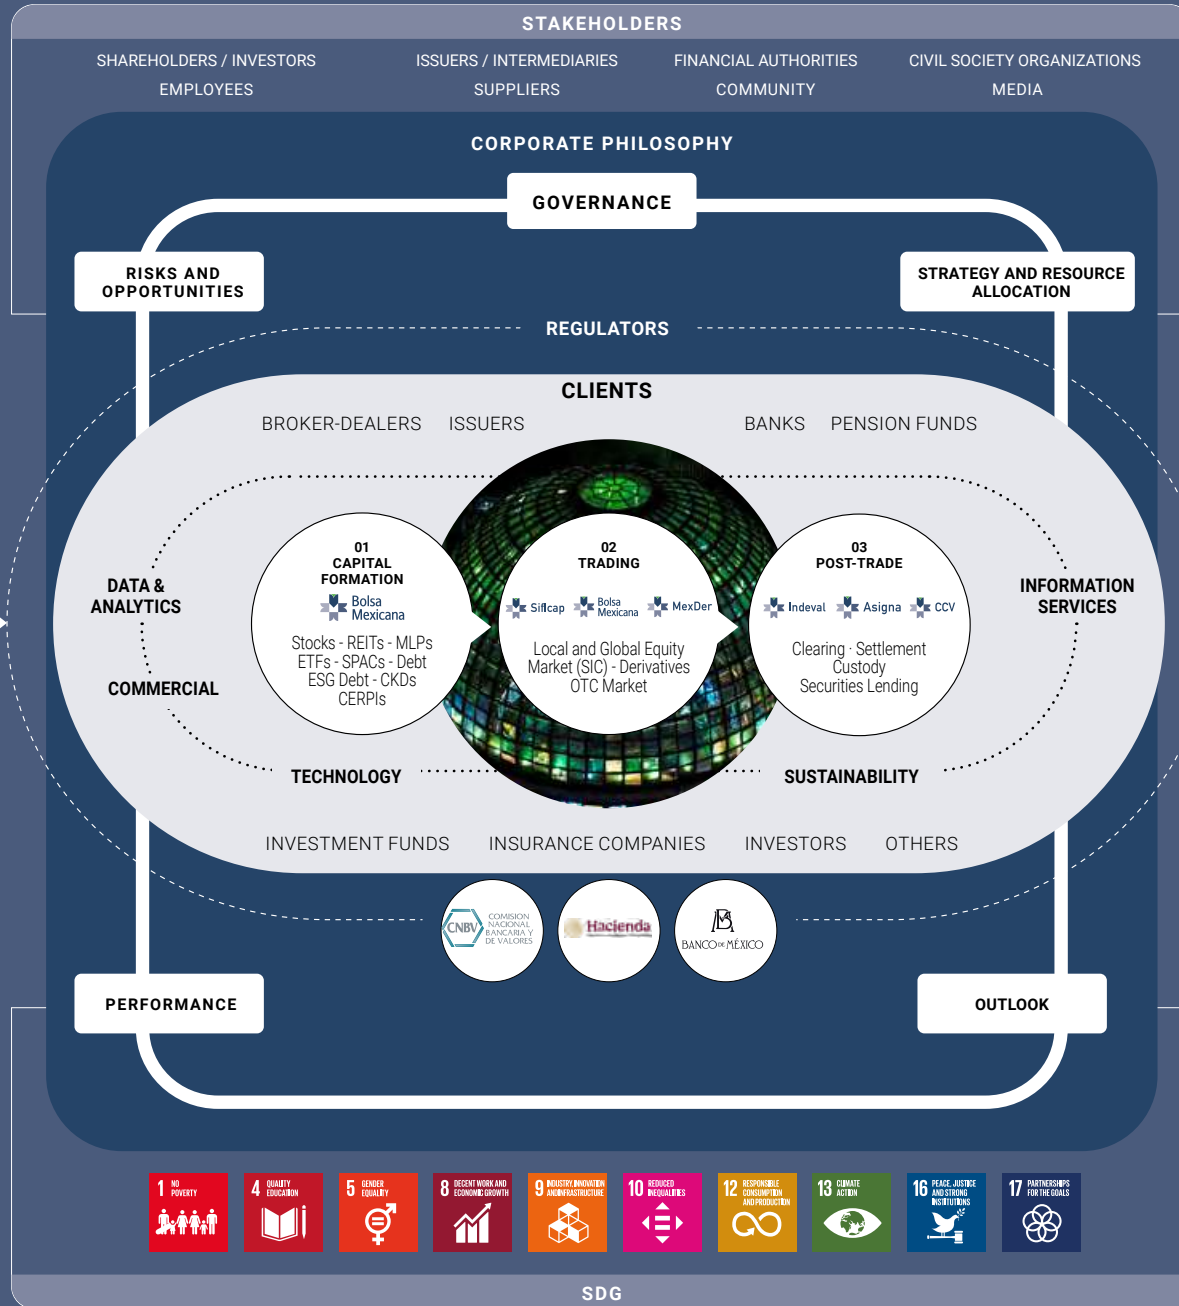 STAKEHOLDERS
SHAREHOLDERS / INVESTORS
ISSUERS / INTERMEDIARIES
FINANCIAL AUTHORITIES
CIVIL SOCIETY ORGANIZATIONS
EMPLOYEES
SUPPLIERS
COMMUNITY
MEDIA
CORPORATE PHILOSOPHY
GOVERNANCE
RISKS AND
OPPORTUNITIES
STRATEGY AND RESOURCE
ALLOCATION
REGULATORS
CLIENTS
BROKER-DEALERS
ISSUERS
BANKS
PENSION FUNDS
DATA &
ANALYTICS
COMMERCIAL
01
CAPITAL
FORMATION
Bolsa
Mexicana
Stocks - REITs - MLPs
ETFs - SPACs - Debt
ESG Debt - CKDs
CERPIs
02
TRADING
Sificap
Bolsa
Mexicana
MexDer
Local and Global Equity
Market (SIC) - Derivatives
OTC Market
03
POST-TRADE
Indeval
Asigna
CCV
Clearing · Settlement
Custody
Securities Lending
INFORMATION
SERVICES
TECHNOLOGY
SUSTAINABILITY
INVESTMENT FUNDS
INSURANCE COMPANIES
INVESTORS
OTHERS
CNBV
COMISION
NACIONAL
BANCARIA Y
DE VALORES
Hacienda
BANCO DE MÉXICO
PERFORMANCE
OUTLOOK
1 NO
POVERTY
4 QUALITY
EDUCATION
5 GENDER
EQUALITY
8 DECENT WORK AND
ECONOMIC GROWTH
9 INDUSTRY, INNOVATION
AND INFRASTRUCTURE
10 REDUCED
INEQUALITIES
12 RESPONSIBLE
CONSUMPTION
AND PRODUCTION
13 CLIMATE
ACTION
16 PEACE, JUSTICE
AND STRONG
INSTITUTIONS
17 PARTNERSHIPS
FOR THE GOALS
SDG